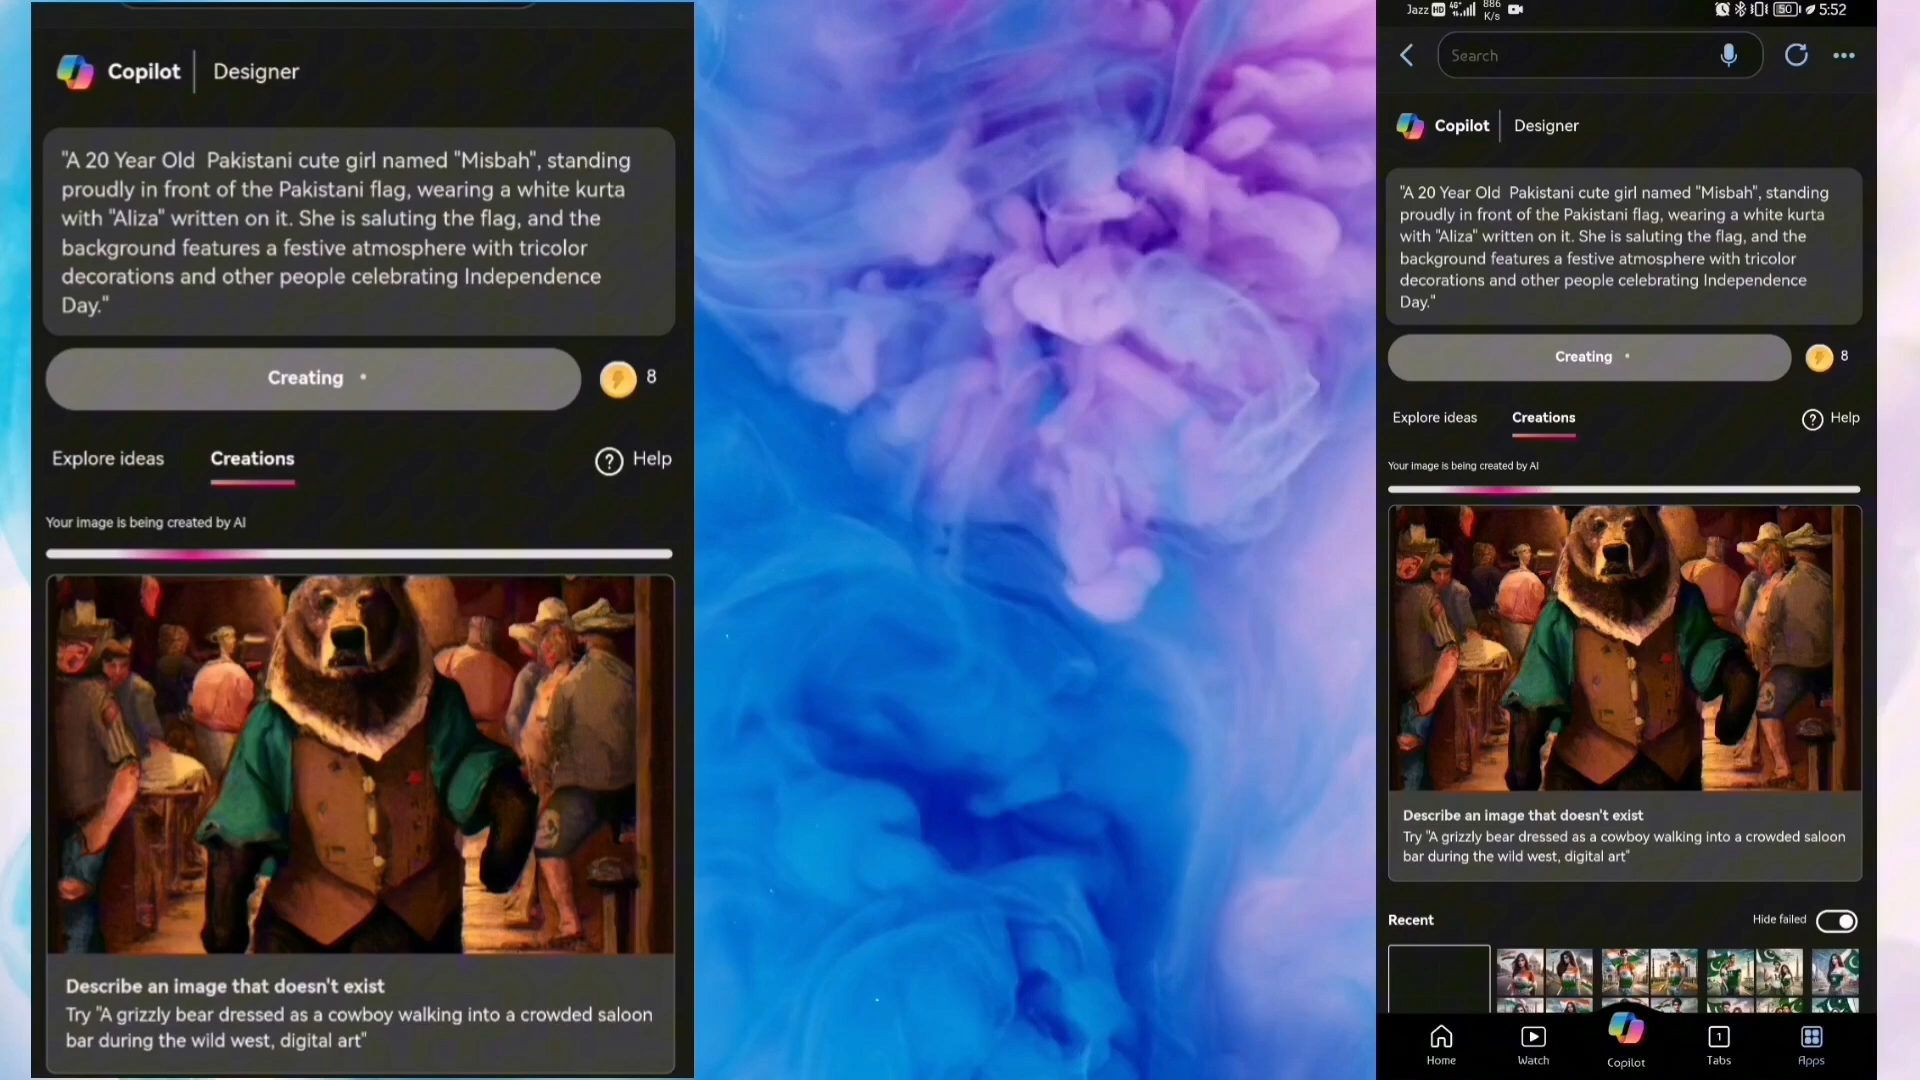 Copilot | Designer
"A 20 Year Old  Pakistani cute girl named "Misbah", standing
proudly in front of the Pakistani flag, wearing a white kurta
with "Aliza" written on it. She is saluting the flag, and the
background features a festive atmosphere with tricolor
decorations and other people celebrating Independence
Day."
Creating
8
Explore ideas
Creations
Help
Your image is being created by AI
Describe an image that doesn't exist
Try "A grizzly bear dressed as a cowboy walking into a crowded saloon
bar during the wild west, digital art"
Jazz HD 4G+ 886 K/s 50 5:52
Search
Copilot | Designer
"A 20 Year Old  Pakistani cute girl named "Misbah", standing
proudly in front of the Pakistani flag, wearing a white kurta
with "Aliza" written on it. She is saluting the flag, and the
background features a festive atmosphere with tricolor
decorations and other people celebrating Independence
Day."
Creating
8
Explore ideas
Creations
Help
Your image is being created by AI
Describe an image that doesn't exist
Try "A grizzly bear dressed as a cowboy walking into a crowded saloon
bar during the wild west, digital art"
Recent
Hide failed
Home
Watch
Copilot
1
Tabs
Apps